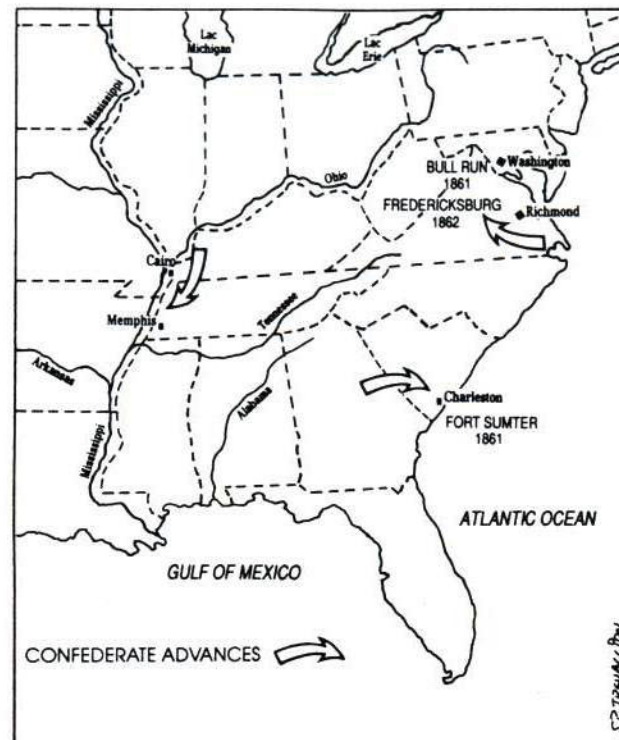 Lac
Michigan
Lac
Erie
Mississippi
Ohio
BULL RUN
1861
Washington
FREDERICKSBURG
1862
Richmond
Cairo
Memphis
Tennessee
Arkansas
Alabama
Charleston
FORT SUMTER
1861
Mississippi
ATLANTIC OCEAN
GULF OF MEXICO
CONFEDERATE ADVANCES